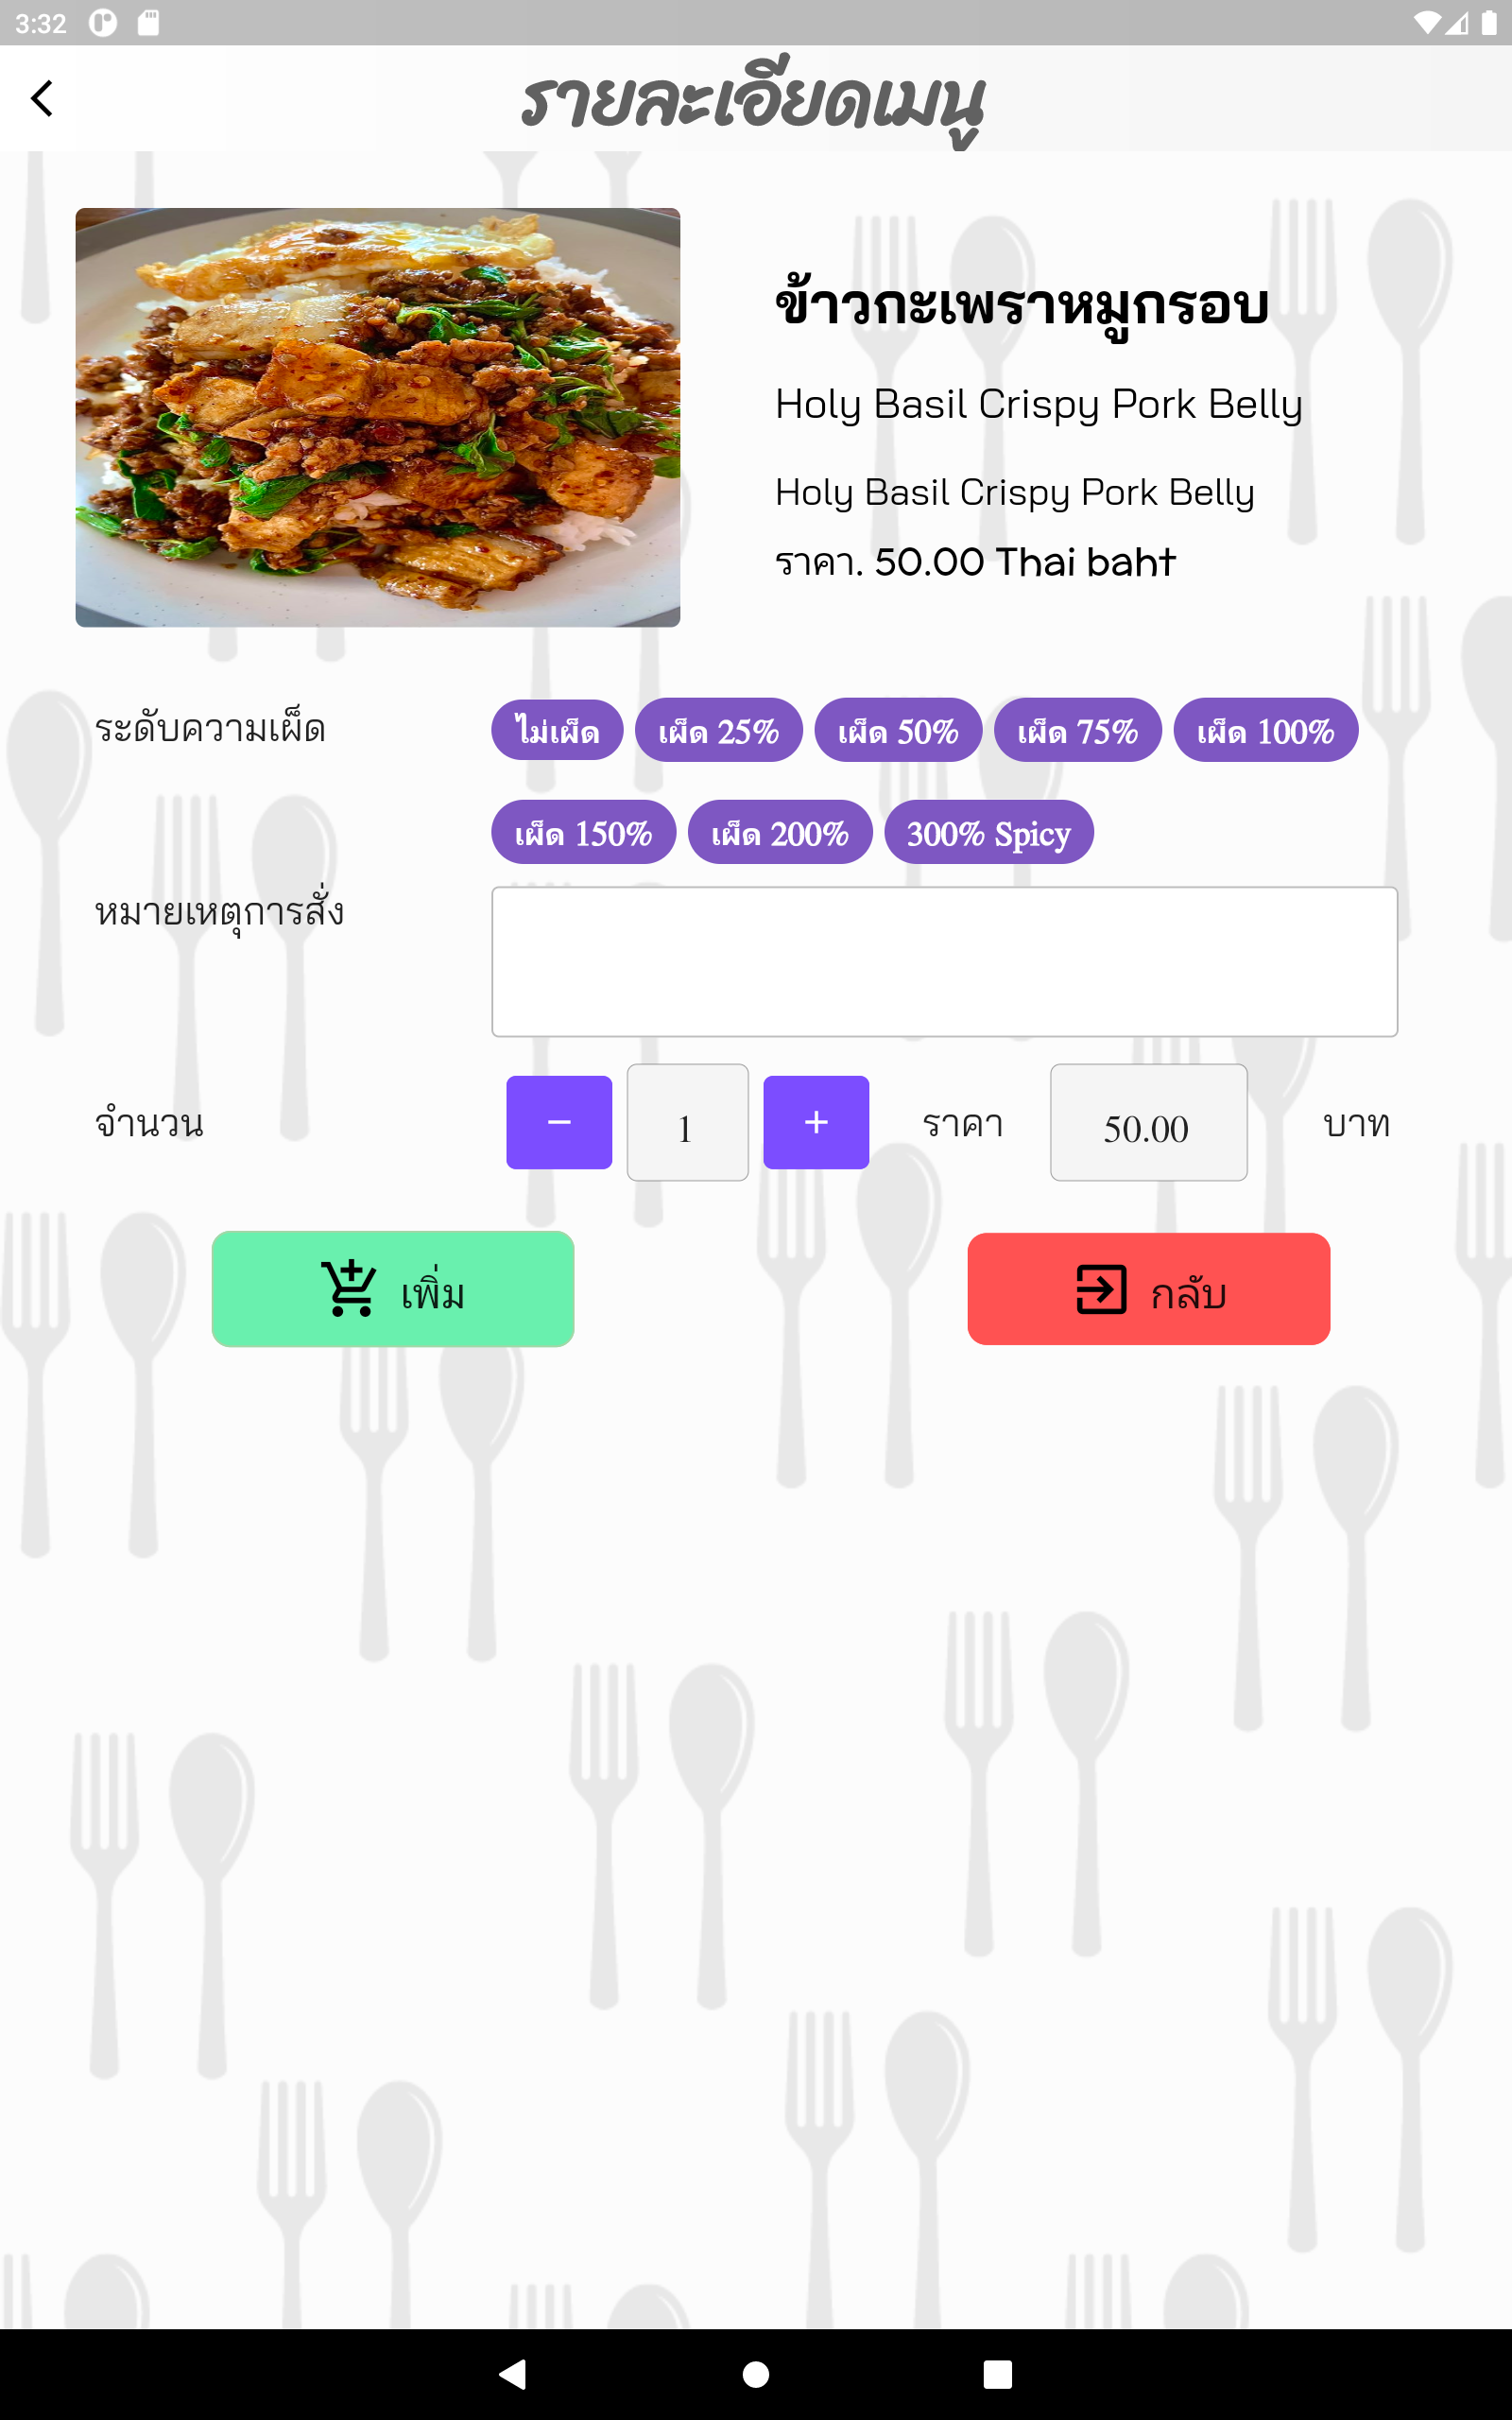 3:32
รายละเอียดเมนู
ข้าวกะเพราหมูกรอบ
Holy Basil Crispy Pork Belly
Holy Basil Crispy Pork Belly
ราคา. 50.00 Thai baht
ระดับความเผ็ด
ไม่เผ็ด เผ็ด 25% เผ็ด 50% เผ็ด 75% เผ็ด 100%
เผ็ด 150% เผ็ด 200% 300% Spicy
หมายเหตุการสั่ง
จำนวน − 1 + ราคา 50.00 บาท
เพิ่ม กลับ